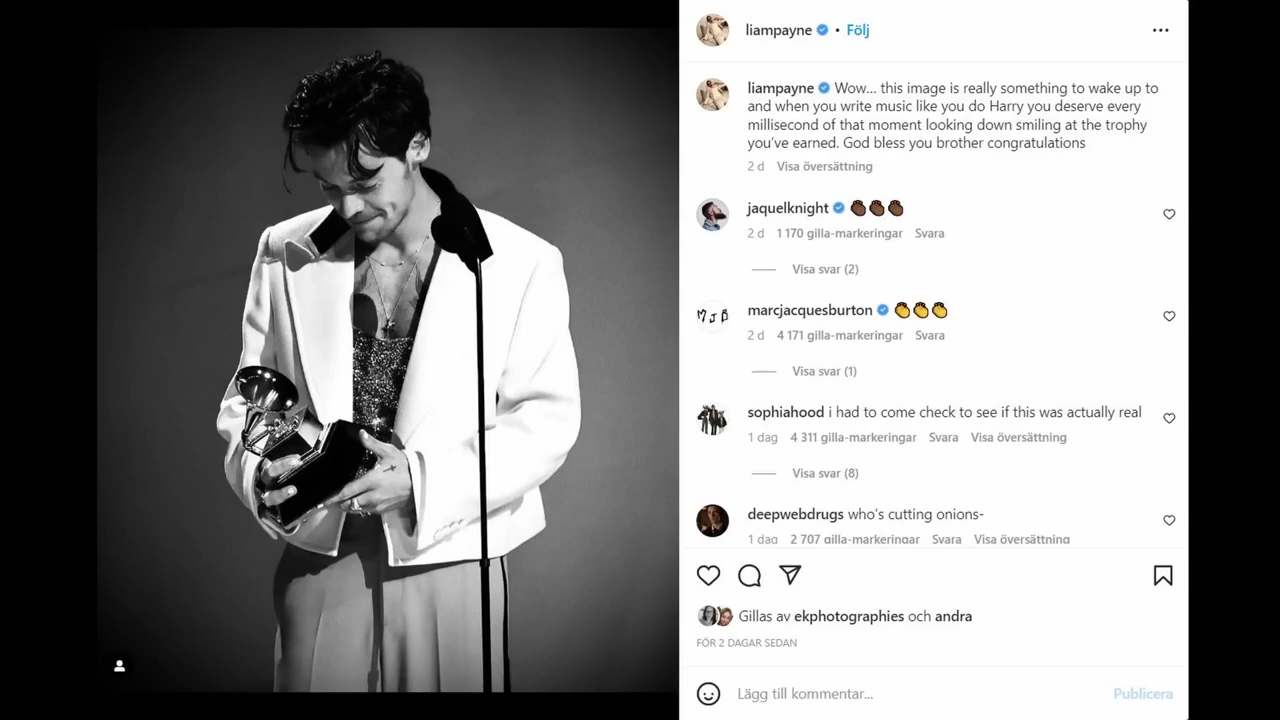 liampayne • Följ
liampayne Wow... this image is really something to wake up to
and when you write music like you do Harry you deserve every
millisecond of that moment looking down smiling at the trophy
you've earned. God bless you brother congratulations
2 d Visa översättning
jaquelknight 👏🏿👏🏿👏🏿
2 d 1 170 gilla-markeringar Svara
Visa svar (2)
MJB
marcjacquesburton 👏👏👏
2 d 4 171 gilla-markeringar Svara
Visa svar (1)
sophiahood i had to come check to see if this was actually real
1 dag 4 311 gilla-markeringar Svara Visa översättning
Visa svar (8)
deepwebdrugs who's cutting onions-
1 dag 2 707 gilla-markeringar Svara Visa översättning
Gillas av ekphotographies och andra
FÖR 2 DAGAR SEDAN
Lägg till kommentar... Publicera